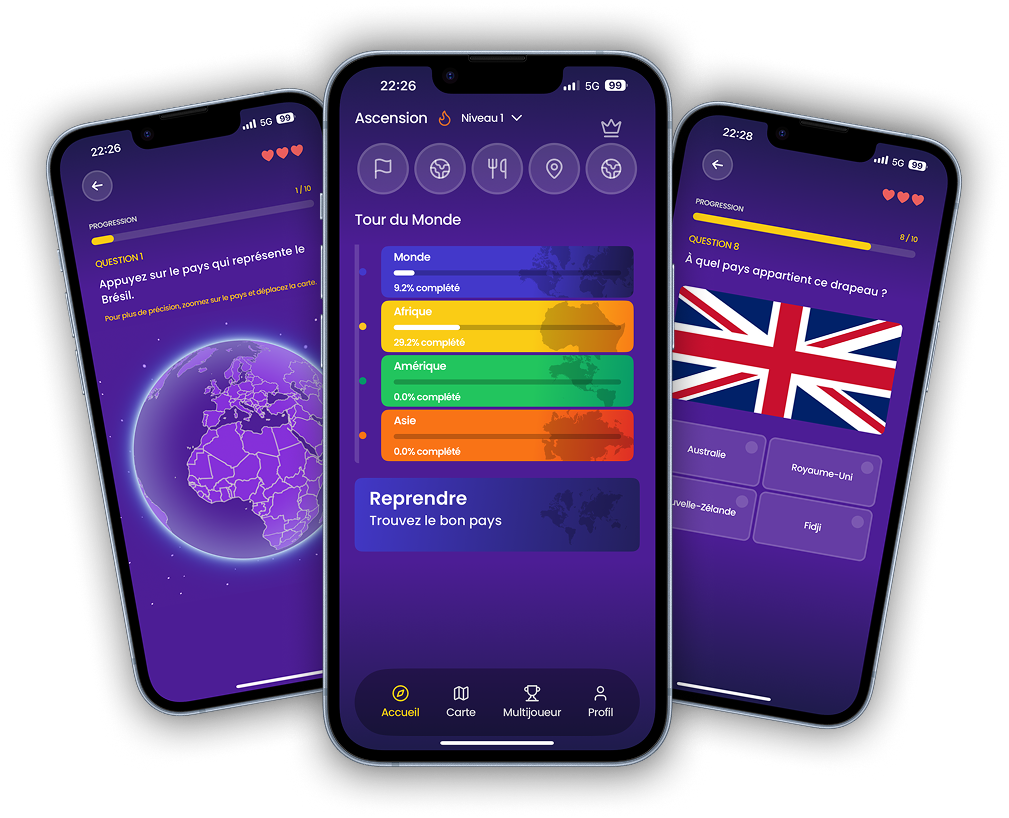 22:26
5G 99
PROGRESSION
1 / 10
QUESTION 1
Appuyez sur le pays qui représente le
Brésil.
Pour plus de précision, zoomez sur le pays et déplacez la carte.
22:26
5G 99
Ascension
Niveau 1
Tour du Monde
Monde
9.2% complété
Afrique
29.2% complété
Amérique
0.0% complété
Asie
0.0% complété
Reprendre
Trouvez le bon pays
Accueil
Carte
Multijoueur
Profil
22:28
5G 99
PROGRESSION
8 / 10
QUESTION 8
À quel pays appartient ce drapeau ?
Australie
Royaume-Uni
uvelle-Zélande
Fidji